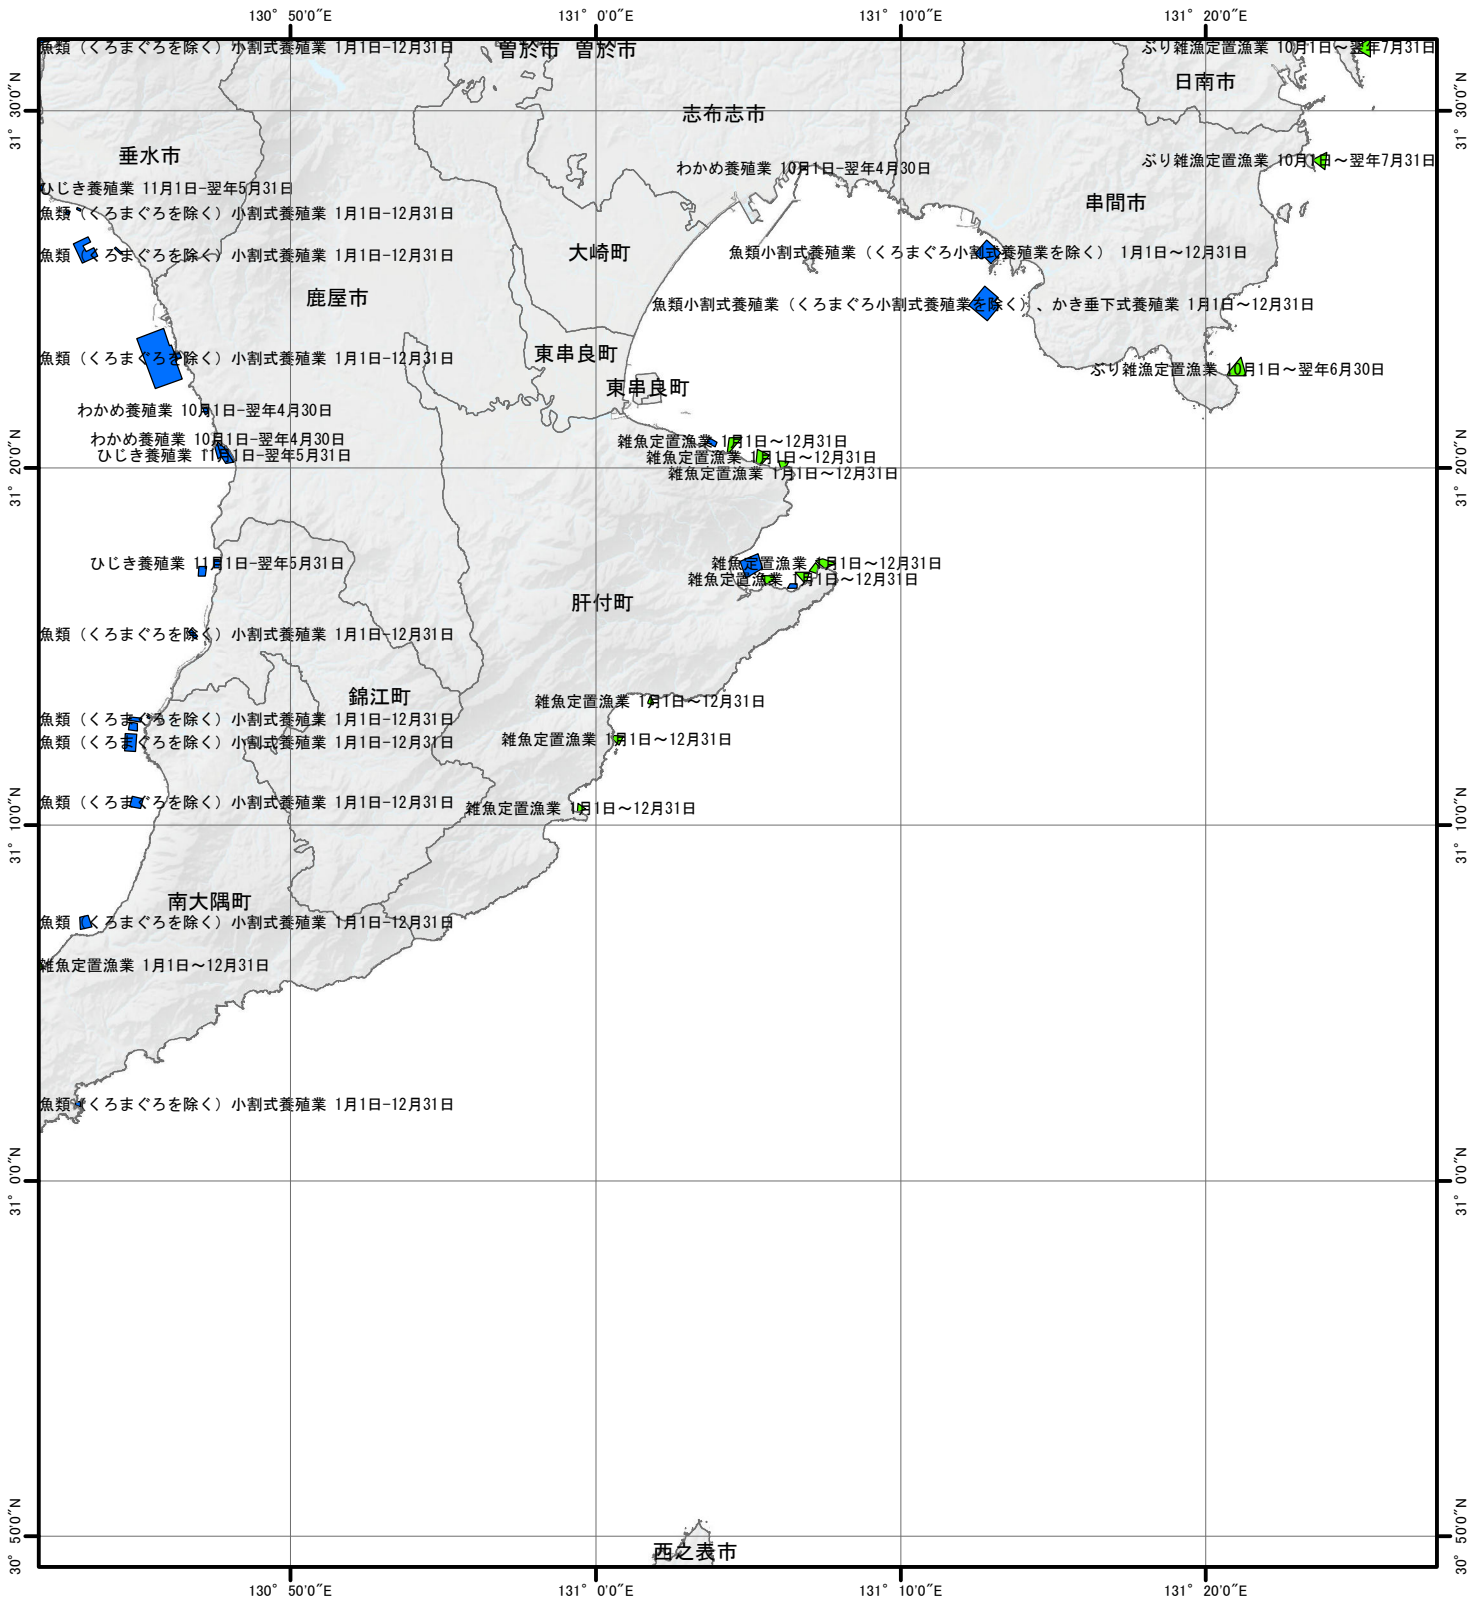 130° 50'0"E
131° 0'0"E
131° 10'0"E
131° 20'0"E
魚類（くろまぐろを除く）小割式養殖業 1月1日-12月31日
曽於市 曽於市
ぶり雑漁定置漁業 10月1日～翌年7月31日
日南市
31° 30'0"N
31° 30'0"N
志布志市
垂水市
ぶり雑漁定置漁業 10月1日～翌年7月31日
わかめ養殖業 10月1日-翌年4月30日
ひじき養殖業 11月1日-翌年5月31日
串間市
魚類（くろまぐろを除く）小割式養殖業 1月1日-12月31日
大崎町
魚類小割式養殖業（くろまぐろ小割式養殖業を除く） 1月1日～12月31日
魚類（くろまぐろを除く）小割式養殖業 1月1日-12月31日
鹿屋市
魚類小割式養殖業（くろまぐろ小割式養殖業を除く）、かき垂下式養殖業 1月1日～12月31日
東串良町
魚類（くろまぐろを除く）小割式養殖業 1月1日-12月31日
ぶり雑漁定置漁業 10月1日～翌年6月30日
東串良町
わかめ養殖業 10月1日-翌年4月30日
わかめ養殖業 10月1日-翌年4月30日
雑魚定置漁業 1月1日～12月31日
ひじき養殖業 11月1日-翌年5月31日
雑魚定置漁業 1月1日～12月31日
31° 20'0"N
31° 20'0"N
雑魚定置漁業 1月1日～12月31日
ひじき養殖業 11月1日-翌年5月31日
雑魚定置漁業 1月1日～12月31日
雑魚定置漁業 1月1日～12月31日
肝付町
魚類（くろまぐろを除く）小割式養殖業 1月1日-12月31日
錦江町
雑魚定置漁業 1月1日～12月31日
魚類（くろまぐろを除く）小割式養殖業 1月1日-12月31日
雑魚定置漁業 1月1日～12月31日
魚類（くろまぐろを除く）小割式養殖業 1月1日-12月31日
魚類（くろまぐろを除く）小割式養殖業 1月1日-12月31日
雑魚定置漁業 1月1日～12月31日
31° 10'0"N
31° 10'0"N
南大隅町
魚類（くろまぐろを除く）小割式養殖業 1月1日-12月31日
雑魚定置漁業 1月1日～12月31日
魚類（くろまぐろを除く）小割式養殖業 1月1日-12月31日
31° 0'0"N
31° 0'0"N
30° 50'0"N
30° 50'0"N
西之表市
130° 50'0"E
131° 0'0"E
131° 10'0"E
131° 20'0"E